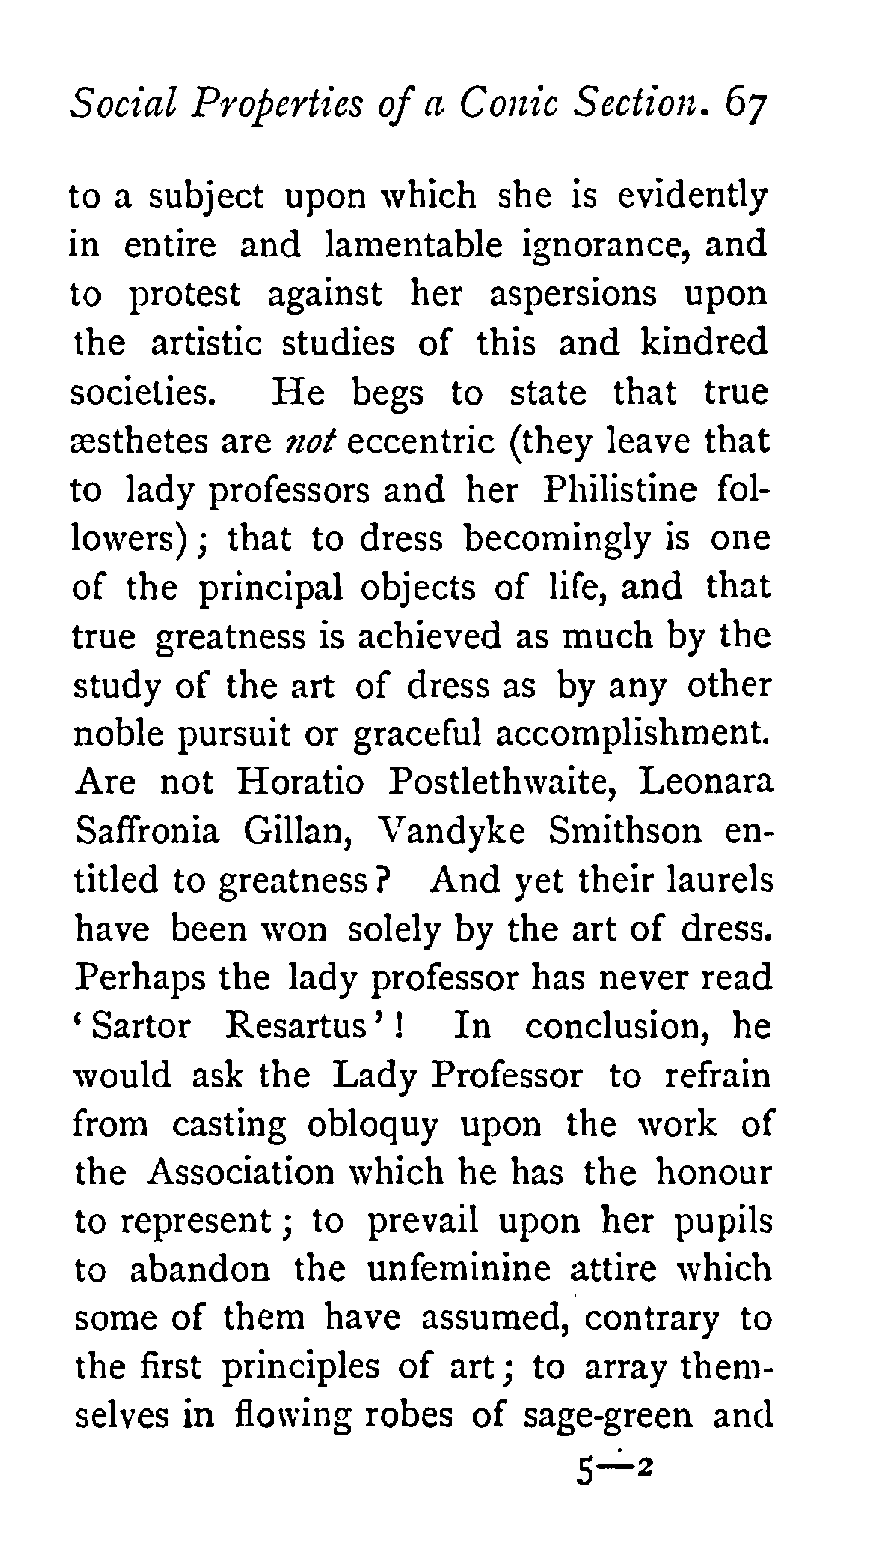 Social Properties of a Conic Section. 67
to a subject upon which she is evidently
in entire and lamentable ignorance, and
to protest against her aspersions upon
the artistic studies of this and kindred
societies. He begs to state that true
æsthetes are not eccentric (they leave that
to lady professors and her Philistine fol-
lowers) ; that to dress becomingly is one
of the principal objects of life, and that
true greatness is achieved as much by the
study of the art of dress as by any other
noble pursuit or graceful accomplishment.
Are not Horatio Postlethwaite, Leonara
Saffronia Gillan, Vandyke Smithson en-
titled to greatness ? And yet their laurels
have been won solely by the art of dress.
Perhaps the lady professor has never read
‘ Sartor Resartus ’ ! In conclusion, he
would ask the Lady Professor to refrain
from casting obloquy upon the work of
the Association which he has the honour
to represent ; to prevail upon her pupils
to abandon the unfeminine attire which
some of them have assumed, contrary to
the first principles of art ; to array them-
selves in flowing robes of sage-green and
5—2